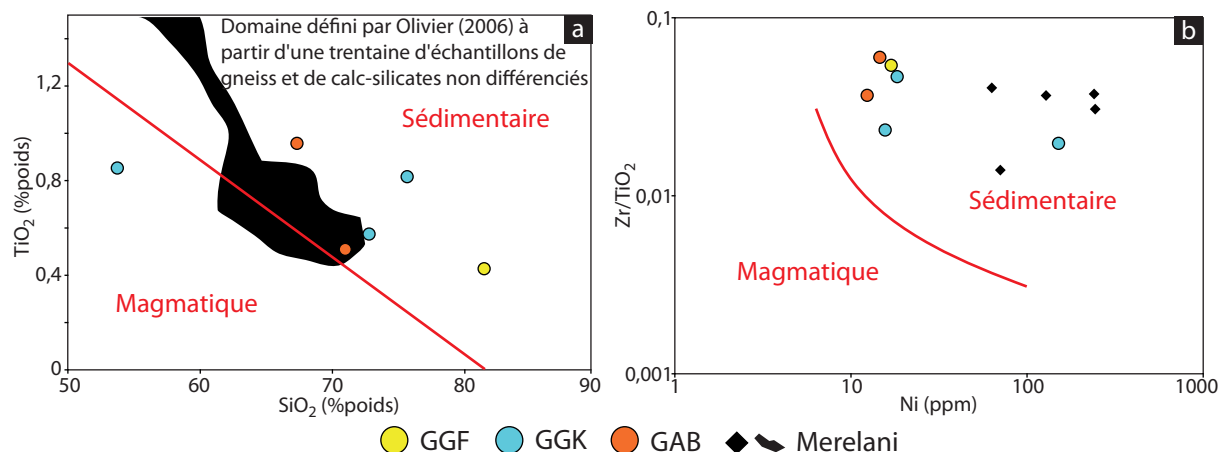 Domaine défini par Olivier (2006) à
partir d'une trentaine d'échantillons de
gneiss et de calc-silicates non différenciés
a
Sédimentaire
Magmatique
TiO₂ (%poids)
1,2
0,8
0,4
0
50
60
70
80
90
SiO₂ (%poids)
b
Sédimentaire
Magmatique
Zr/TiO₂
0,1
0,01
0,001
1
10
100
1000
Ni (ppm)
GGF GGK GAB Merelani